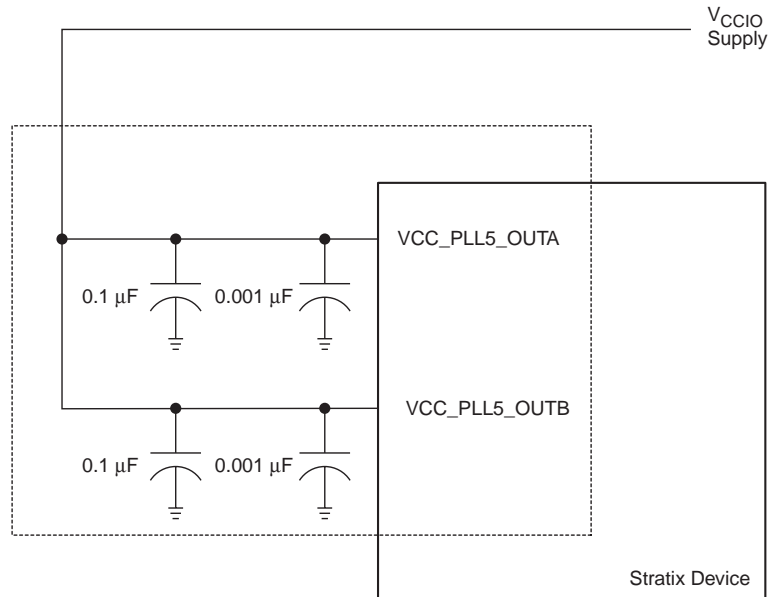 VCCIO
Supply
VCC_PLL5_OUTA
0.1 μF
0.001 μF
VCC_PLL5_OUTB
0.1 μF
0.001 μF
Stratix Device